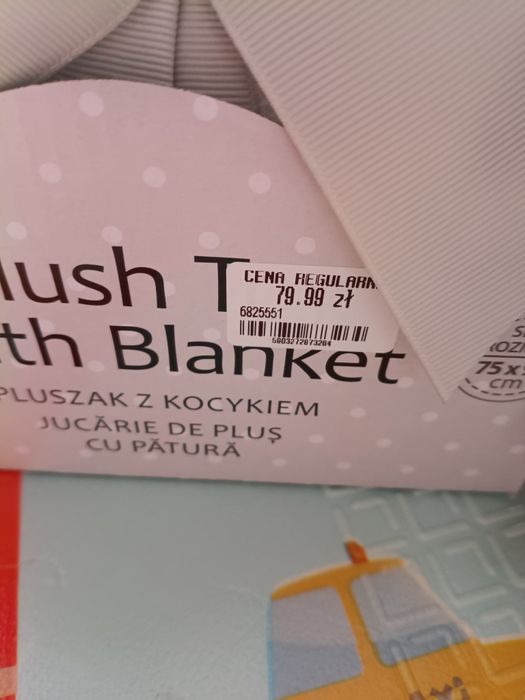 lush T
CENA REGULARN
79.99 zł
6825551
th Blanket
PLUSZAK Z KOCYKIEM
JUCĂRIE DE PLUȘ
CU PĂTURĂ
75 x
cm